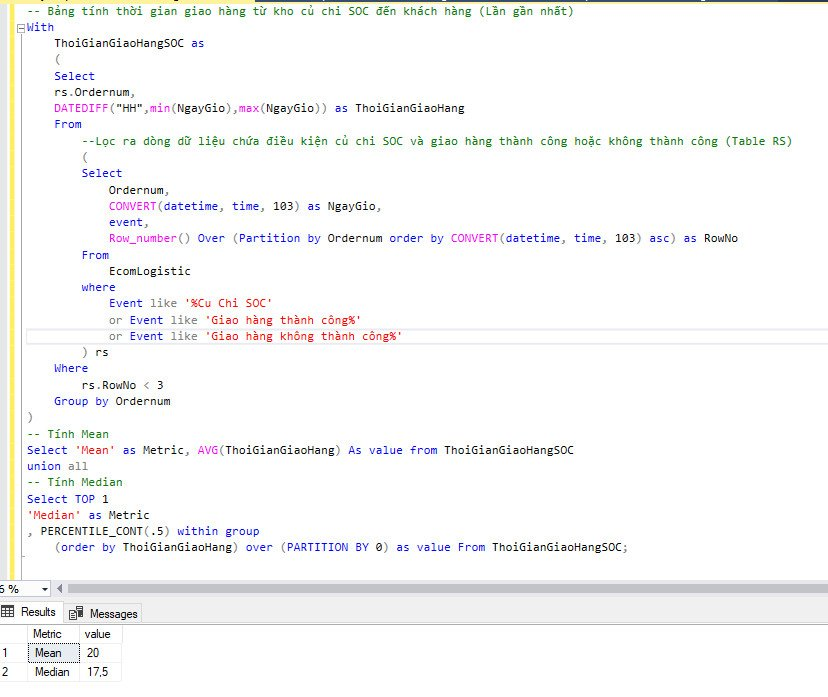 -- Bảng tính thời gian giao hàng từ kho củ chi SOC đến khách hàng (Lần gần nhất)
With
ThoiGianGiaoHangSOC as
(
Select
rs.Ordernum,
DATEDIFF("HH",min(NgayGio),max(NgayGio)) as ThoiGianGiaoHang
From
--Lọc ra dòng dữ liệu chứa điều kiện củ chi SOC và giao hàng thành công hoặc không thành công (Table RS)
(
Select
Ordernum,
CONVERT(datetime, time, 103) as NgayGio,
event,
Row_number() Over (Partition by Ordernum order by CONVERT(datetime, time, 103) asc) as RowNo
From
EcomLogistic
where
Event like '%Cu Chi SOC'
or Event like 'Giao hàng thành công%'
or Event like 'Giao hàng không thành công%'
) rs
Where
rs.RowNo < 3
Group by Ordernum
)
-- Tính Mean
Select 'Mean' as Metric, AVG(ThoiGianGiaoHang) As value from ThoiGianGiaoHangSOC
union all
-- Tính Median
Select TOP 1
'Median' as Metric
, PERCENTILE_CONT(.5) within group
(order by ThoiGianGiaoHang) over (PARTITION BY 0) as value From ThoiGianGiaoHangSOC;
6 %
Results Messages
Metric value
1 Mean 20
2 Median 17,5